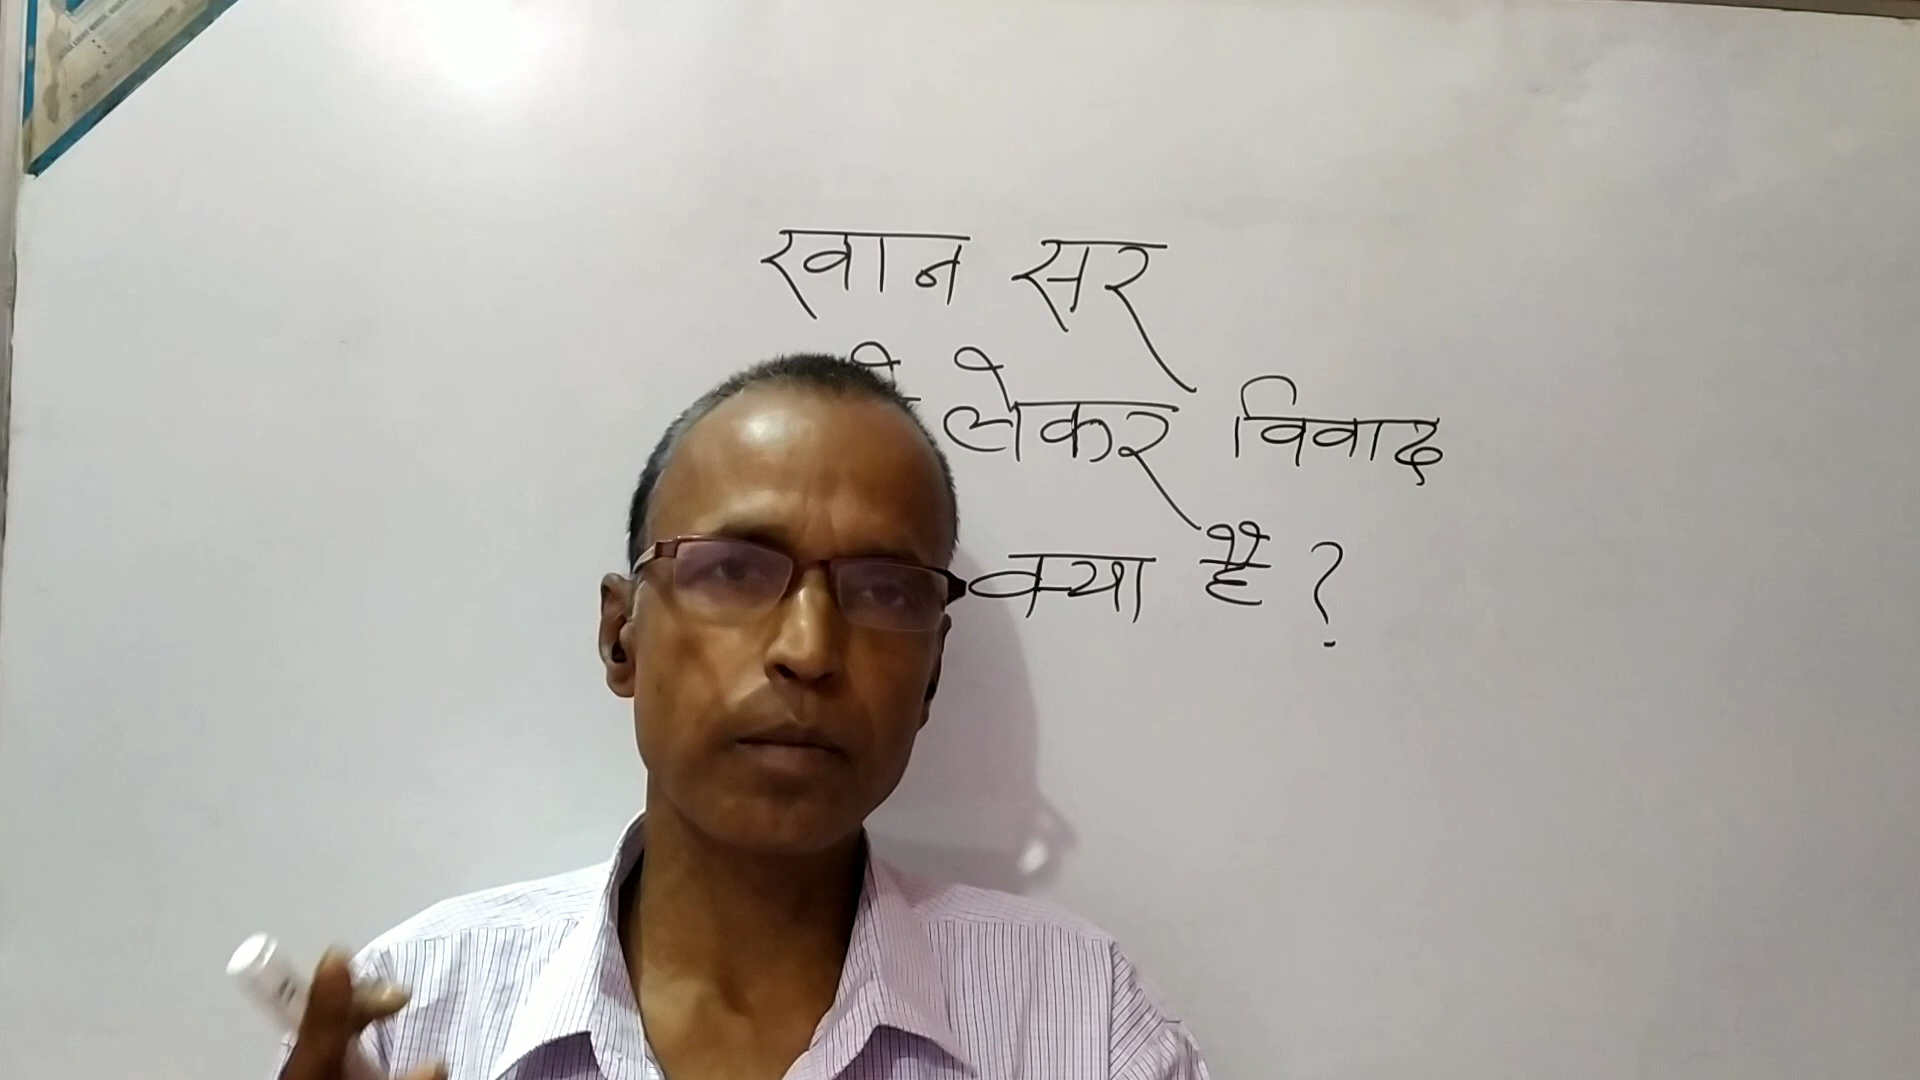 खान सर
लेकर विवाद
क्या है ?